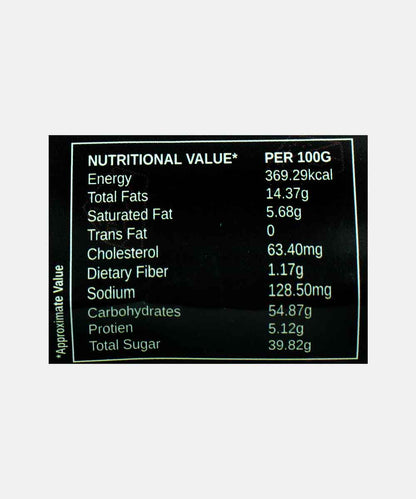 NUTRITIONAL VALUE* PER 100G
Energy 369.29kcal
Total Fats 14.37g
Saturated Fat 5.68g
Trans Fat 0
Cholesterol 63.40mg
Dietary Fiber 1.17g
Sodium 128.50mg
Carbohydrates 54.87g
Protien 5.12g
Total Sugar 39.82g
*Approximate Value